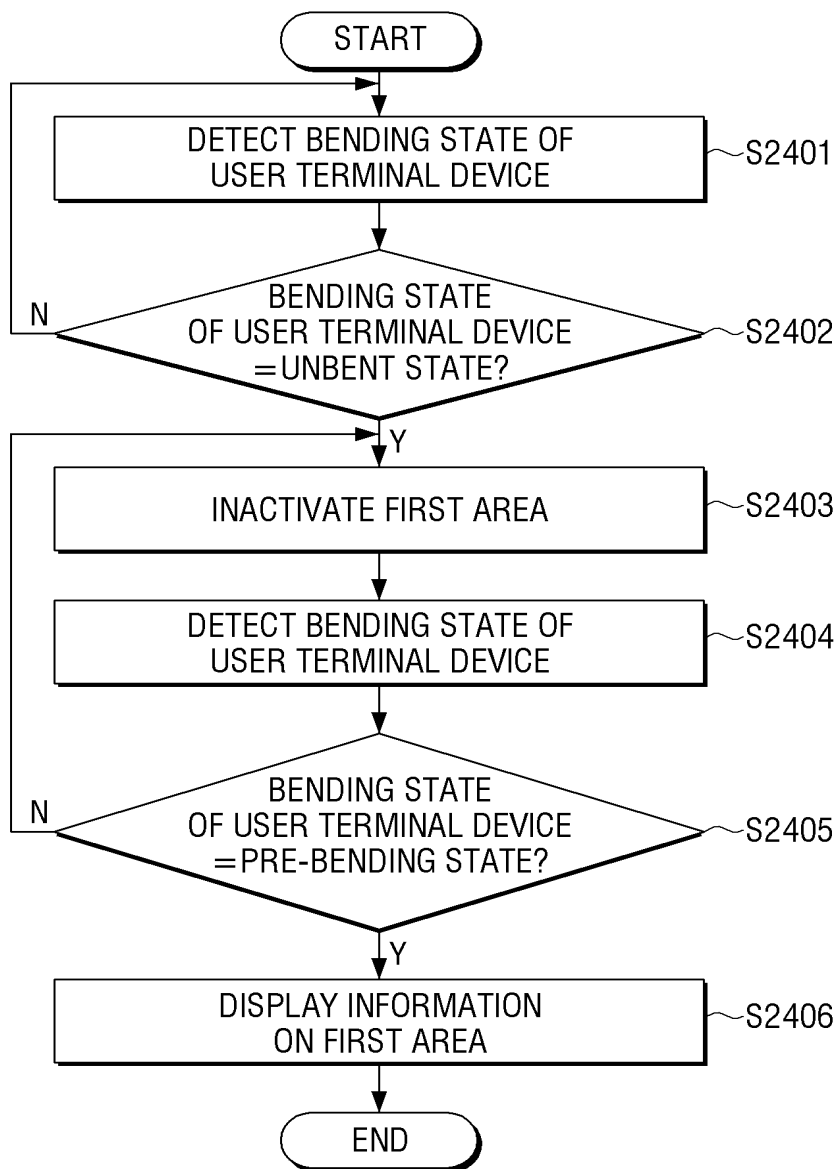 START
DETECT BENDING STATE OF
USER TERMINAL DEVICE
S2401
BENDING STATE
OF USER TERMINAL DEVICE
=UNBENT STATE?
S2402
N
Y
INACTIVATE FIRST AREA
S2403
DETECT BENDING STATE OF
USER TERMINAL DEVICE
S2404
BENDING STATE
OF USER TERMINAL DEVICE
=PRE-BENDING STATE?
S2405
N
Y
DISPLAY INFORMATION
ON FIRST AREA
S2406
END